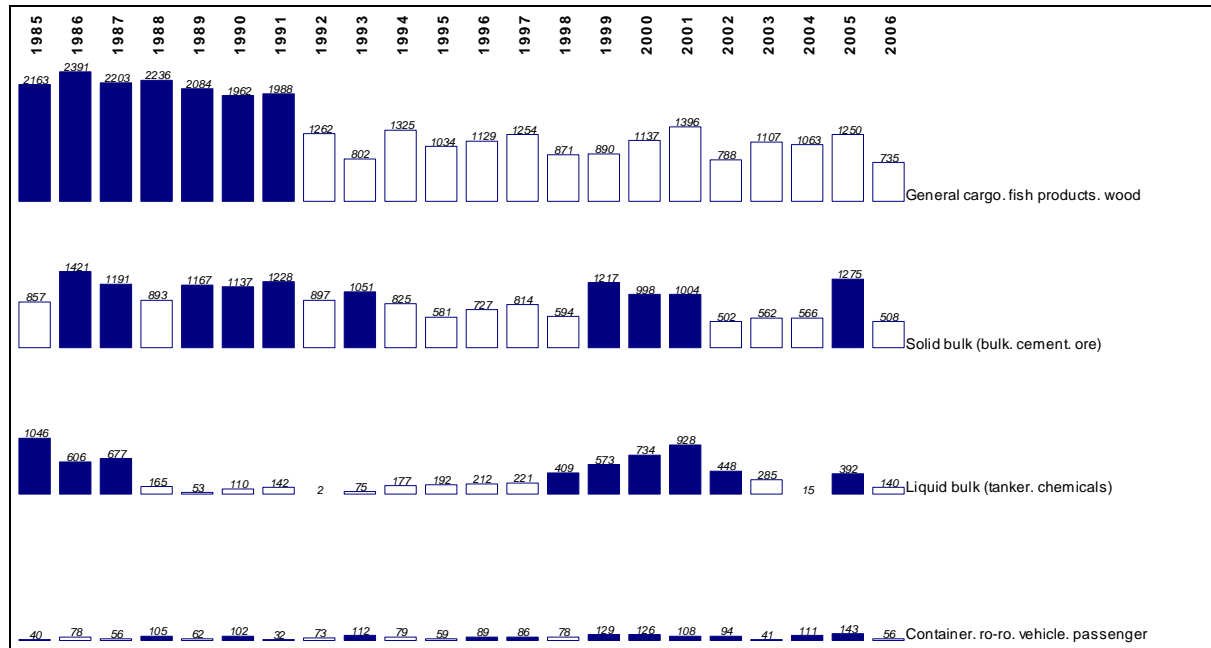 1985 1986 1987 1988 1989 1990 1991 1992 1993 1994 1995 1996 1997 1998 1999 2000 2001 2002 2003 2004 2005 2006
2163 2391 2203 2236 2084 1962 1988 1262 802 1325 1034 1129 1254 871 890 1137 1396 788 1107 1063 1250 735
General cargo. fish products. wood
857 1421 1191 893 1167 1137 1228 897 1051 825 581 727 814 594 1217 998 1004 502 562 566 1275 508
Solid bulk (bulk. cement. ore)
1046 606 677 165 53 110 142 2 75 177 192 212 221 409 573 734 928 448 285 15 392 140
Liquid bulk (tanker. chemicals)
40 78 56 105 62 102 32 73 112 79 59 89 86 78 129 126 108 94 41 111 143 56
Container. ro-ro. vehicle. passenger